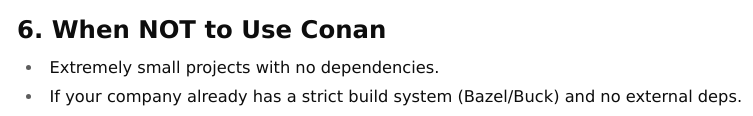 6. When NOT to Use Conan
• Extremely small projects with no dependencies.
• If your company already has a strict build system (Bazel/Buck) and no external deps.